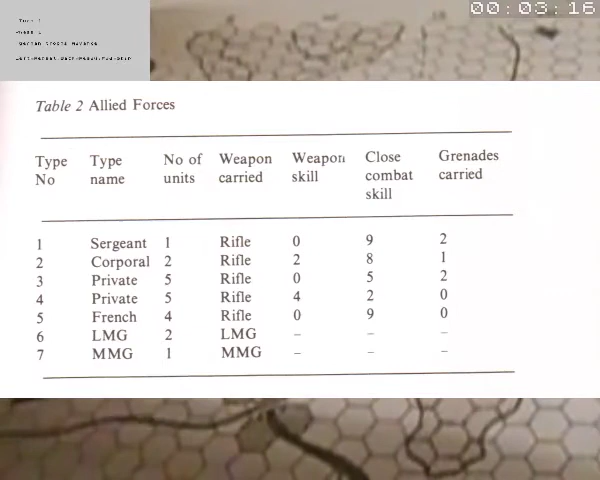 00:03:16
Table 2 Allied Forces
Type No Type name No of units Weapon carried Weapon skill Close combat skill Grenades carried
1 Sergeant 1 Rifle 0 9 2
2 Corporal 2 Rifle 2 8 1
3 Private 5 Rifle 0 5 2
4 Private 5 Rifle 4 2 0
5 French 4 Rifle 0 9 0
6 LMG 2 LMG – – –
7 MMG 1 MMG – – –